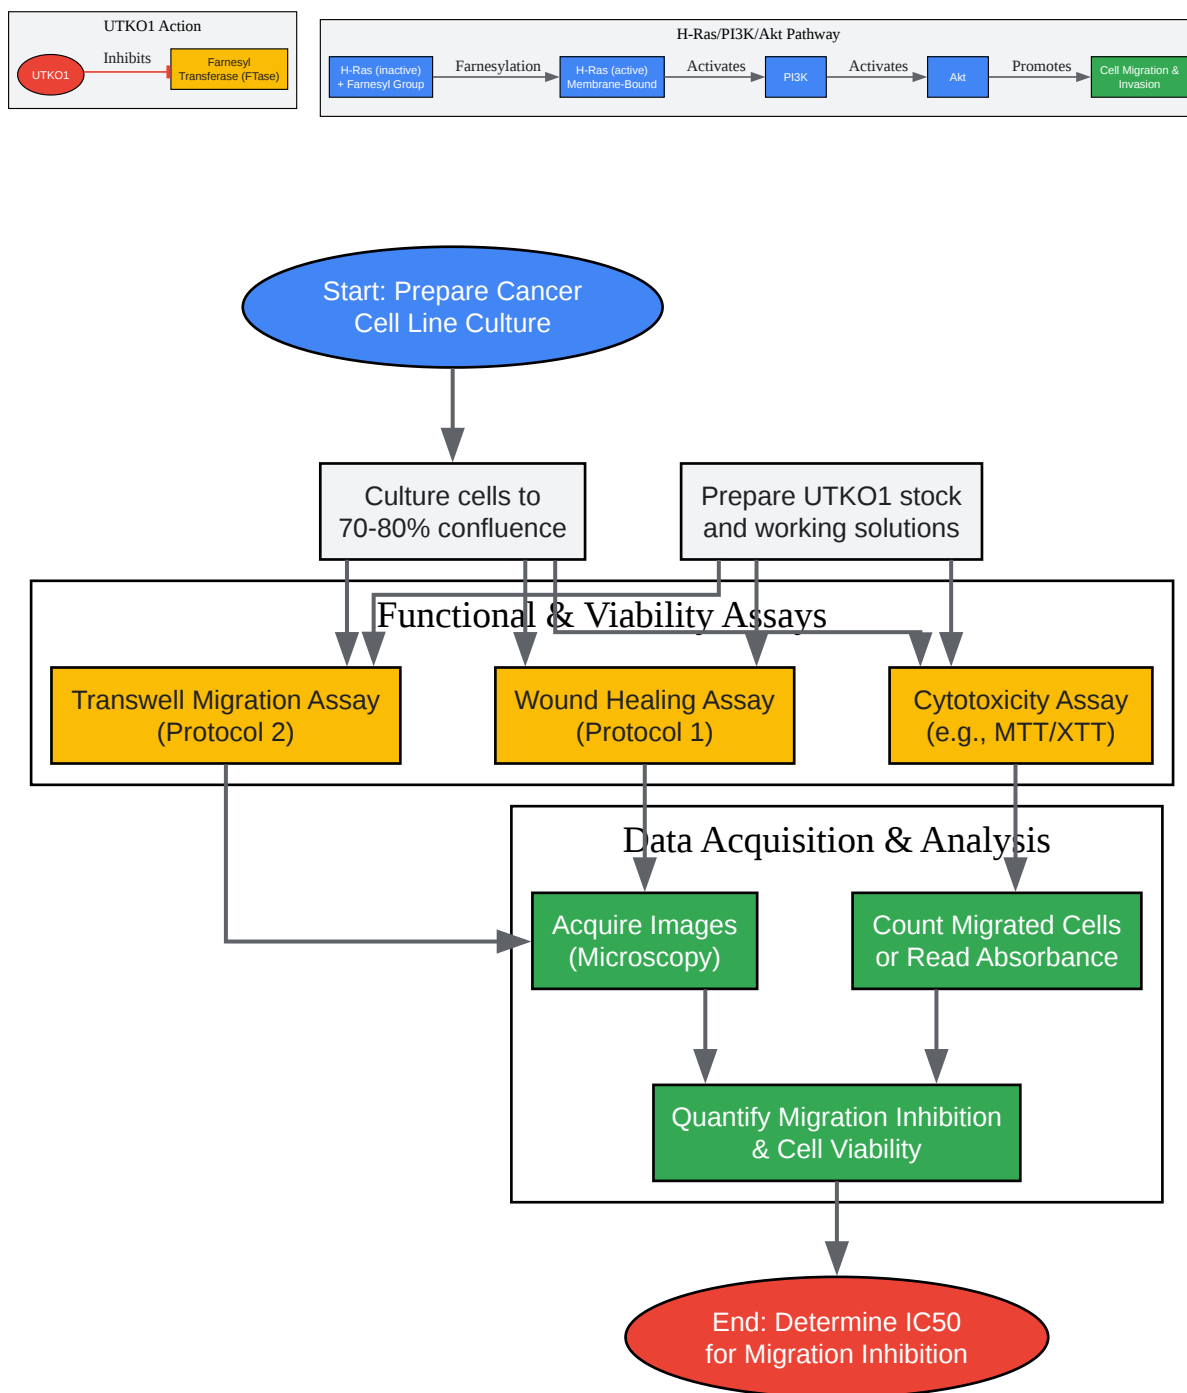 UTKO1 Action
UTKO1
Inhibits
Farnesyl
Transferase (FTase)
H-Ras/PI3K/Akt Pathway
H-Ras (inactive)
+ Farnesyl Group
Farnesylation
H-Ras (active)
Membrane-Bound
Activates
PI3K
Activates
Akt
Promotes
Cell Migration &
Invasion
Start: Prepare Cancer
Cell Line Culture
Culture cells to
70-80% confluence
Prepare UTKO1 stock
and working solutions
Functional & Viability Assays
Transwell Migration Assay
(Protocol 2)
Wound Healing Assay
(Protocol 1)
Cytotoxicity Assay
(e.g., MTT/XTT)
Data Acquisition & Analysis
Acquire Images
(Microscopy)
Count Migrated Cells
or Read Absorbance
Quantify Migration Inhibition
& Cell Viability
End: Determine IC50
for Migration Inhibition